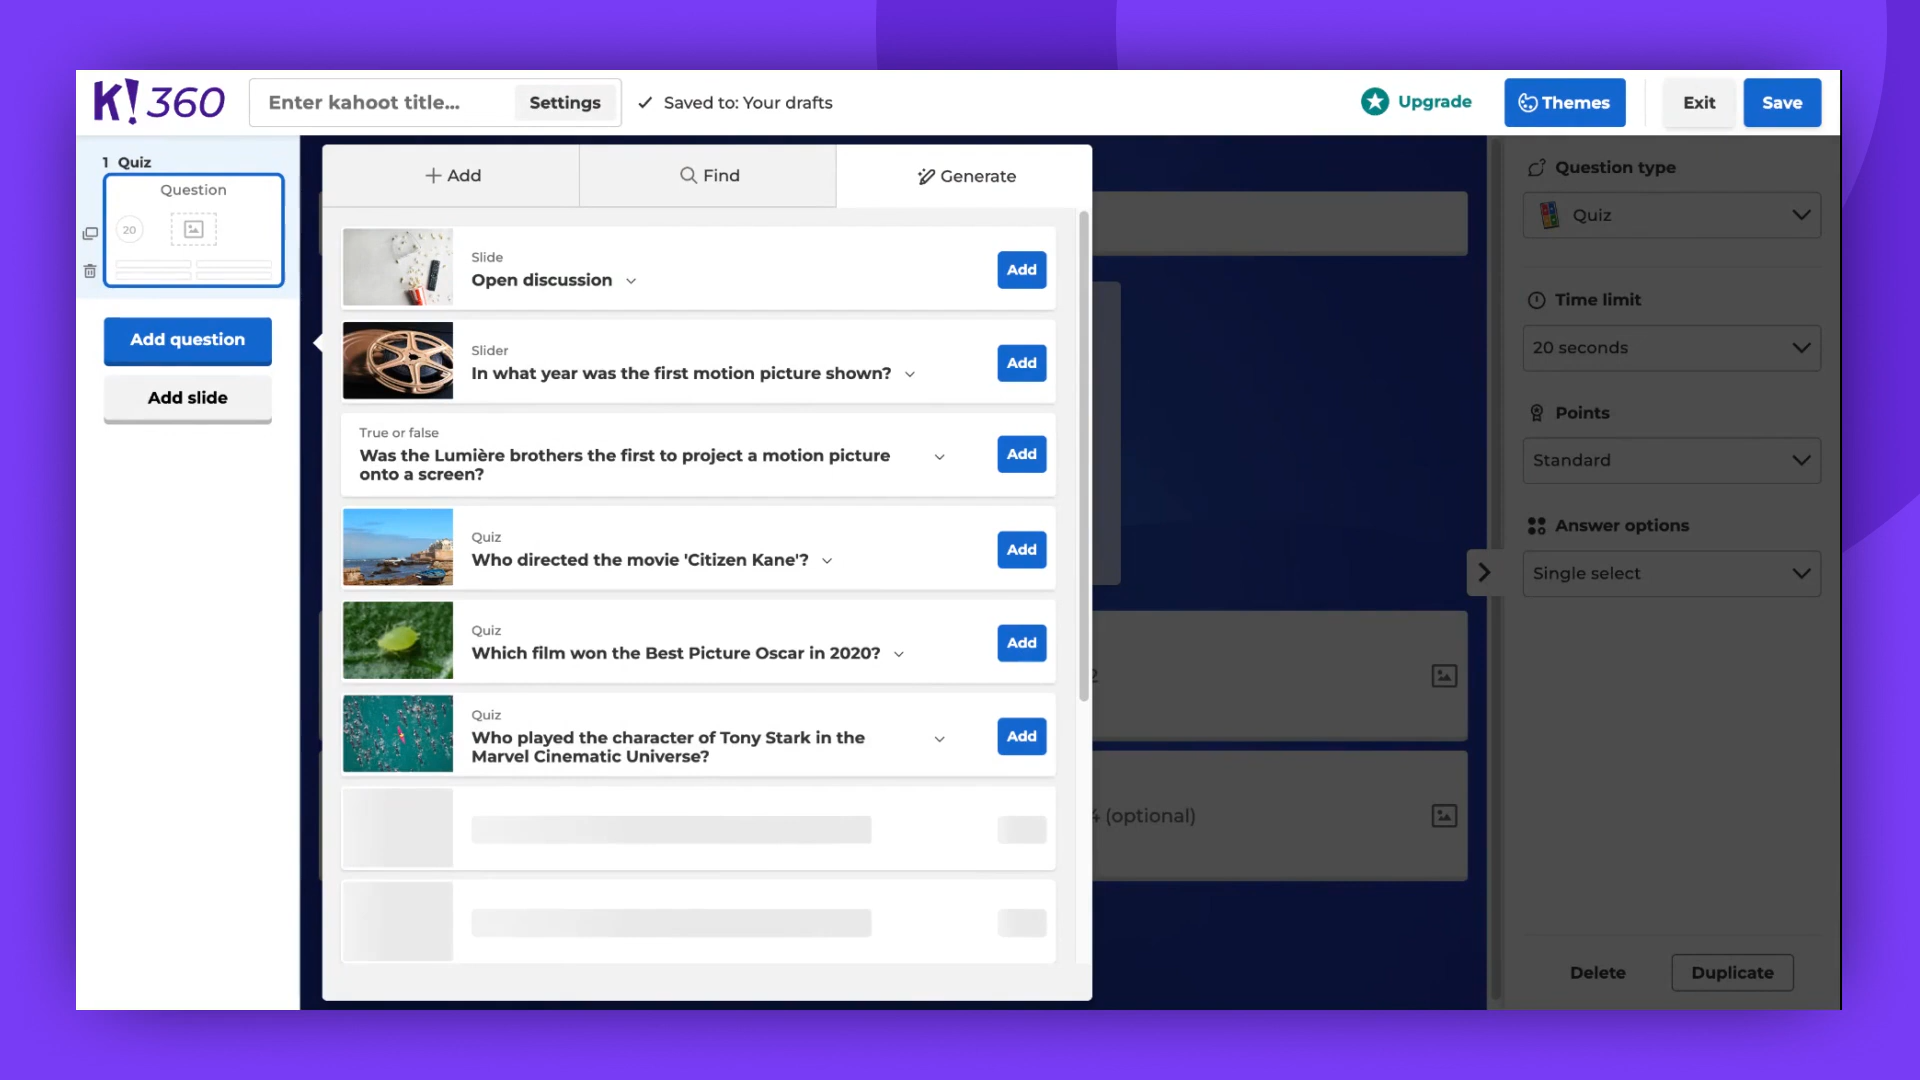 K!360
Enter kahoot title...
Settings
Saved to: Your drafts
Upgrade
Themes
Exit
Save
1 Quiz
Question
20
Add question
Add slide
Add
Find
Generate
Slide
Open discussion
Add
Slider
In what year was the first motion picture shown?
Add
True or false
Was the Lumière brothers the first to project a motion picture
onto a screen?
Add
Quiz
Who directed the movie 'Citizen Kane'?
Add
Quiz
Which film won the Best Picture Oscar in 2020?
Add
Quiz
Who played the character of Tony Stark in the
Marvel Cinematic Universe?
Add
2
4 (optional)
Question type
Quiz
Time limit
20 seconds
Points
Standard
Answer options
Single select
Delete
Duplicate